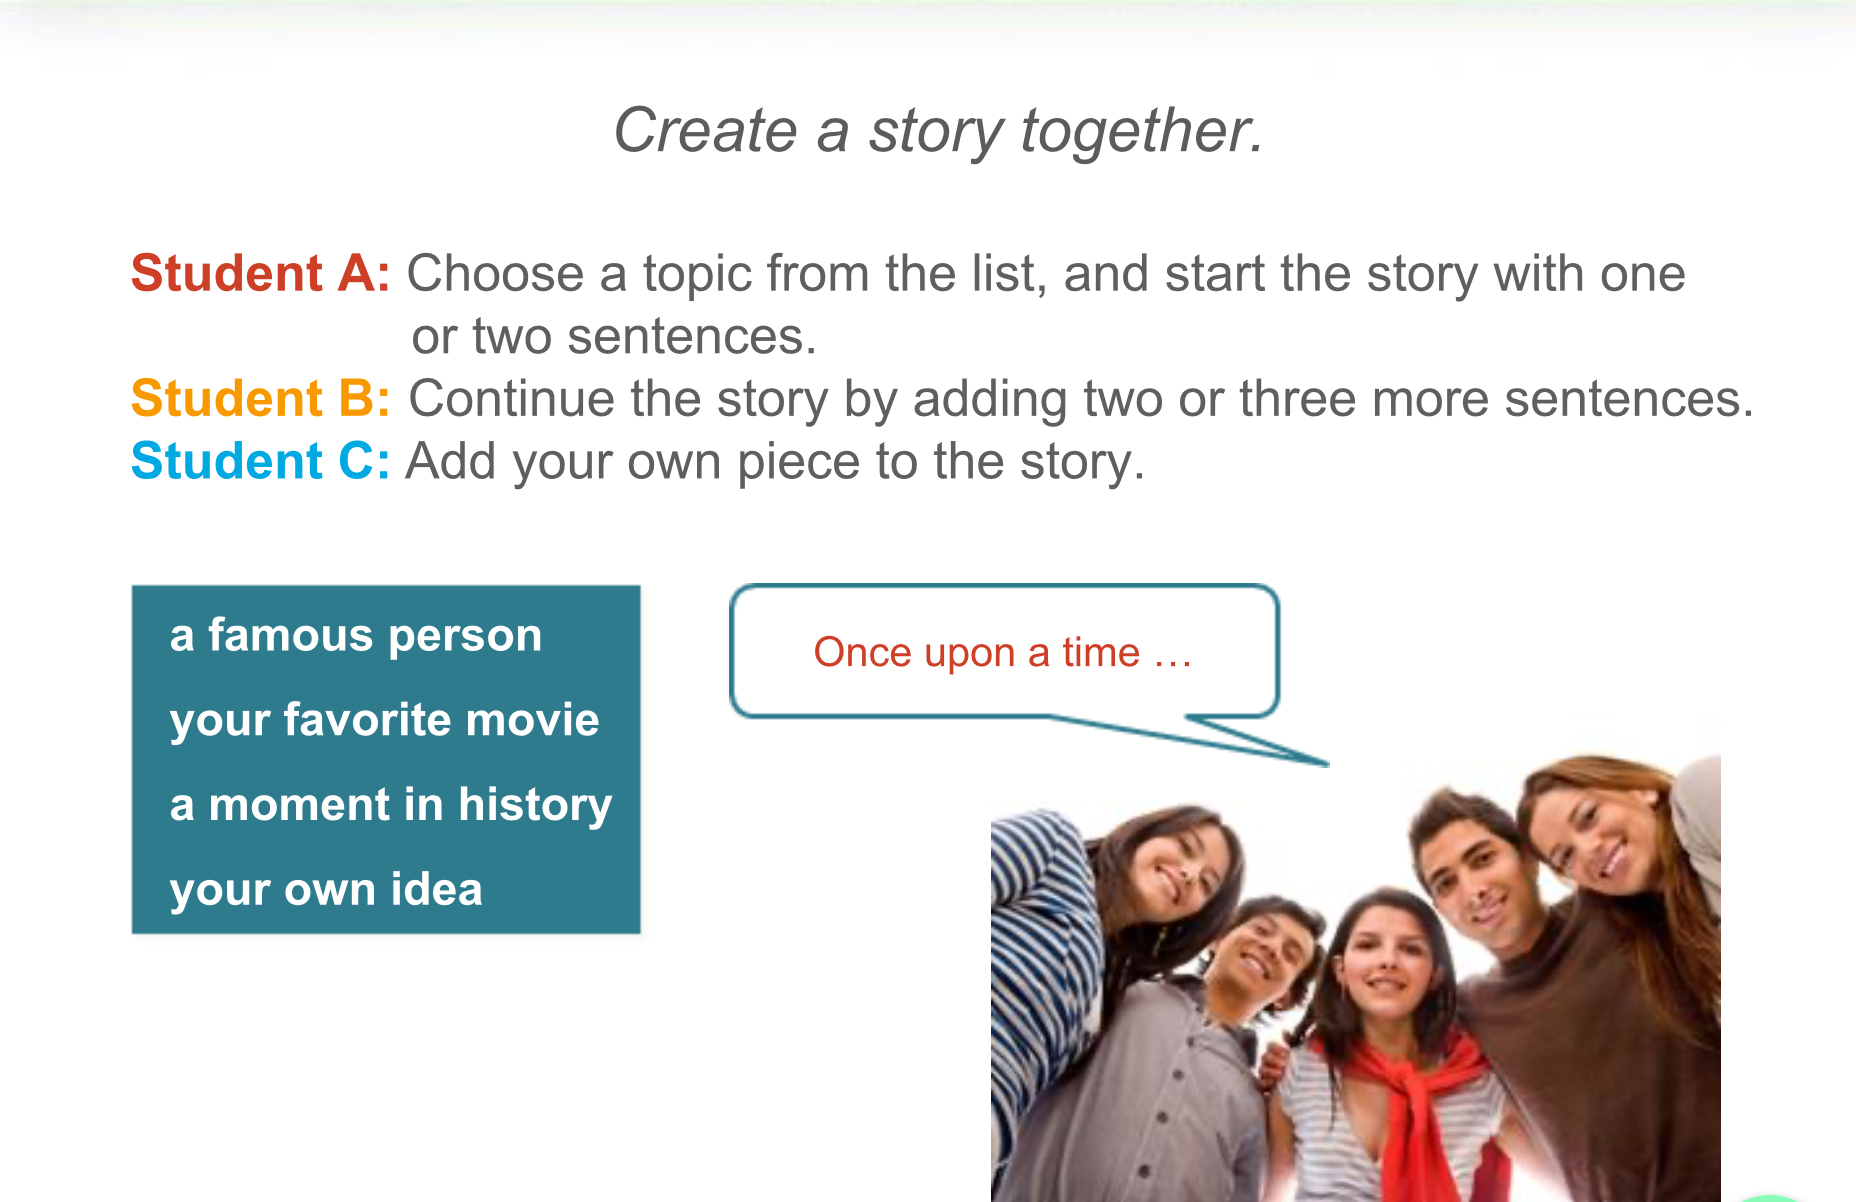 Create a story together.
Student A: Choose a topic from the list, and start the story with one
or two sentences.
Student B: Continue the story by adding two or three more sentences.
Student C: Add your own piece to the story.
a famous person
your favorite movie
a moment in history
your own idea
Once upon a time …